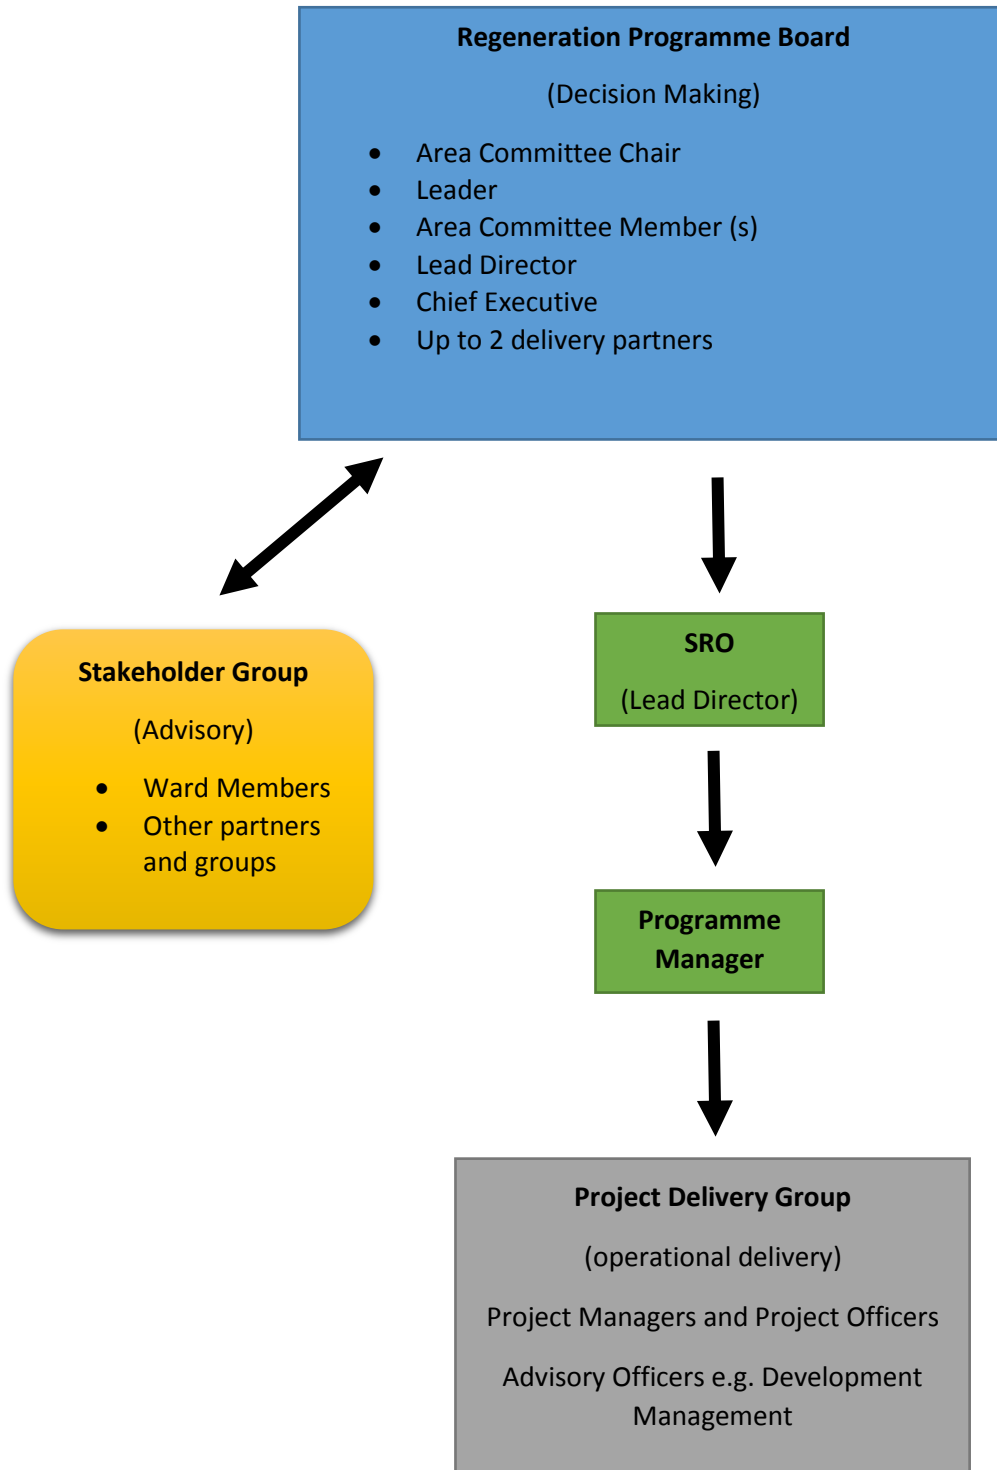 Regeneration Programme Board
(Decision Making)
• Area Committee Chair
• Leader
• Area Committee Member (s)
• Lead Director
• Chief Executive
• Up to 2 delivery partners
Stakeholder Group
(Advisory)
• Ward Members
• Other partners
and groups
SRO
(Lead Director)
Programme
Manager
Project Delivery Group
(operational delivery)
Project Managers and Project Officers
Advisory Officers e.g. Development
Management